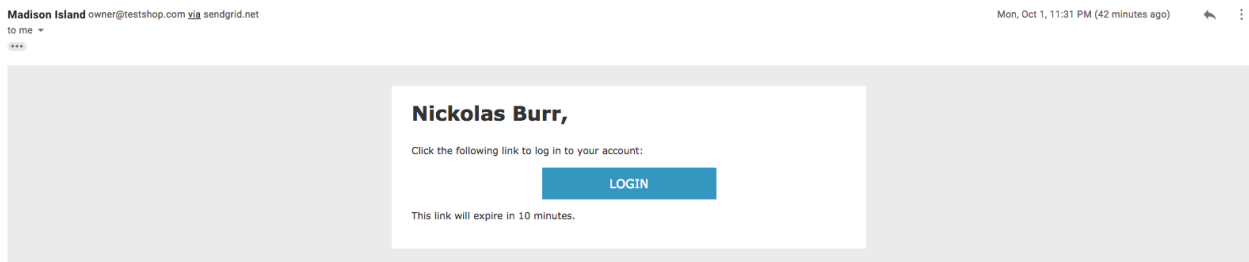 Madison Island owner@testshop.com via sendgrid.net
Mon, Oct 1, 11:31 PM (42 minutes ago)
to me
Nickolas Burr,
Click the following link to log in to your account:
LOGIN
This link will expire in 10 minutes.